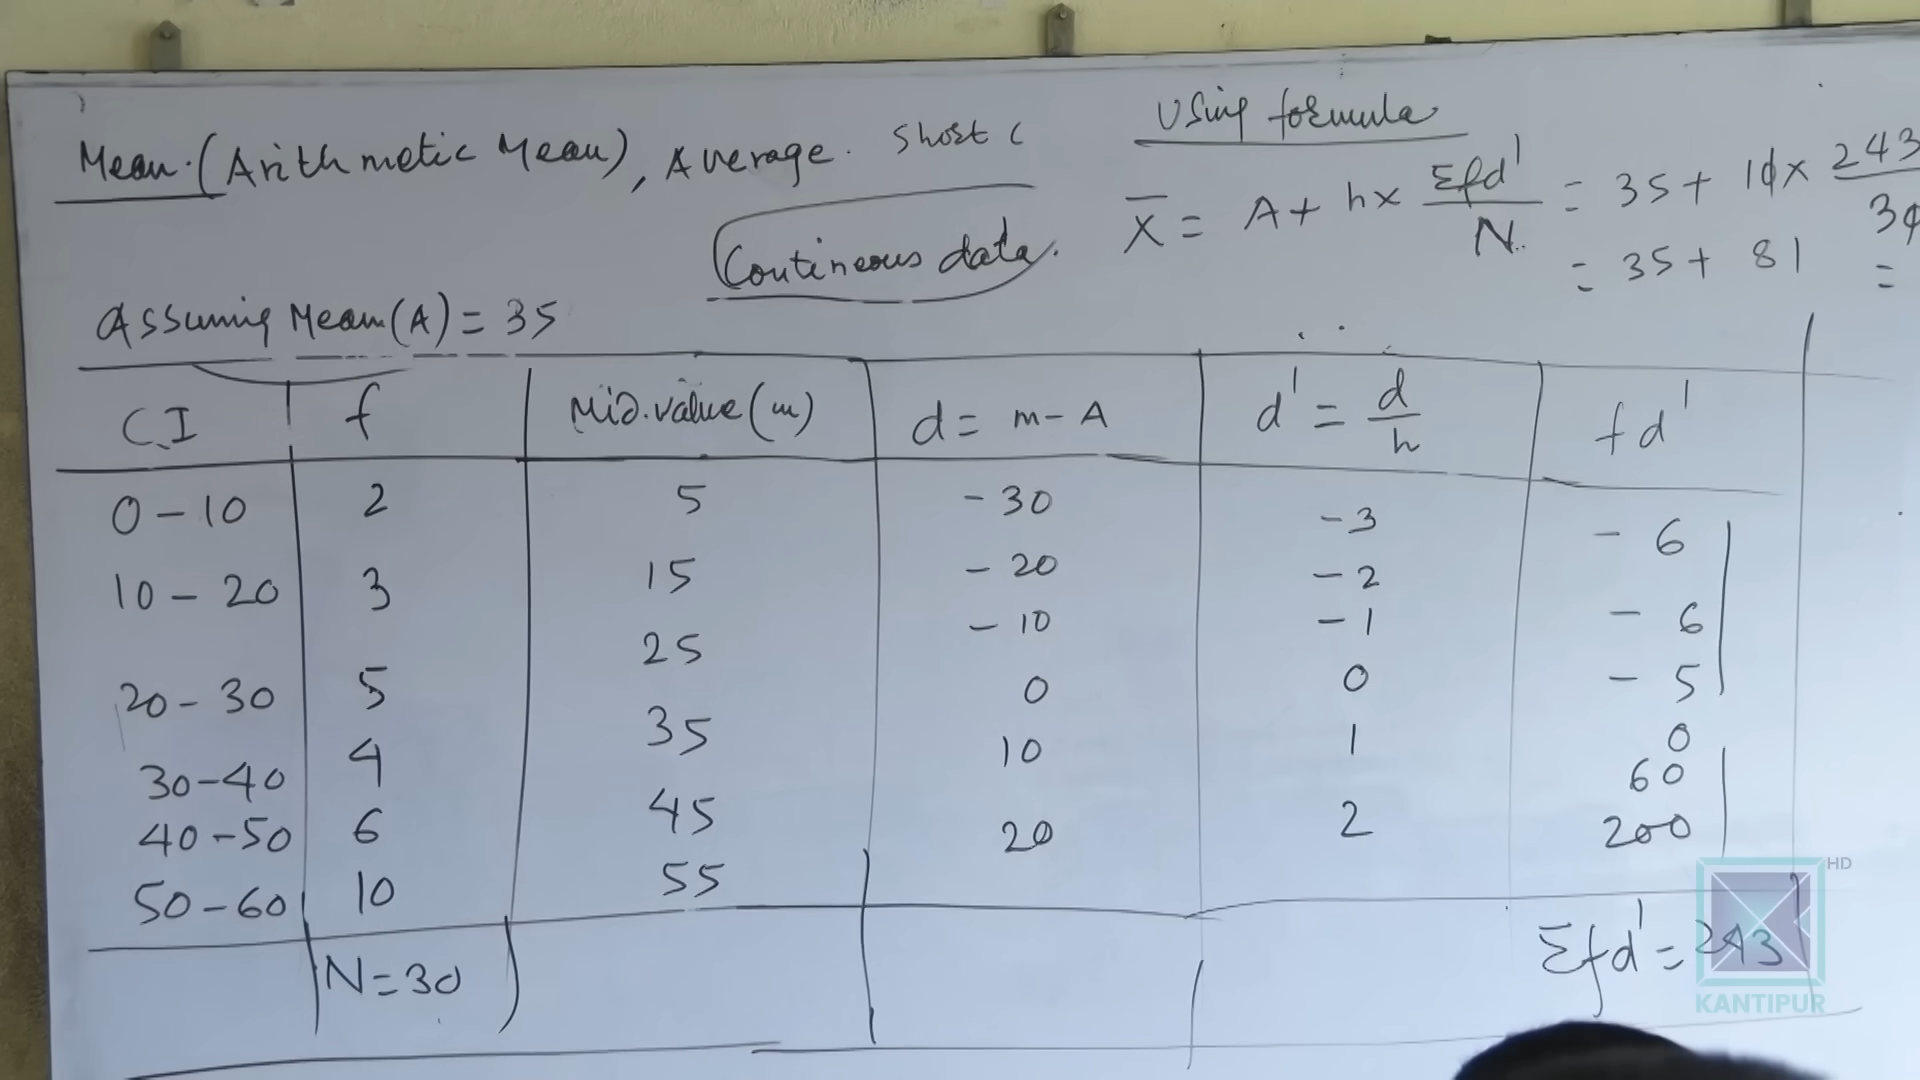 Mean. (Arithmetic Mean), Average. Short c
Contineous data.
Using formula
X̄ = A + h× Σfd'/N = 35 + 10 × 243/30
= 35 + 81 =
Assuming Mean (A) = 35
CI f Mid.value (m) d = m - A d' = d/h fd'
0 - 10 2 5 - 30 - 3 - 6
10 - 20 3 15 - 20 - 2 - 6
20 - 30 5 25 - 10 - 1 - 5
30 - 40 4 35 0 0 0
40 - 50 6 45 10 1 60
50 - 60 10 55 20 2 200
N = 30 Σfd' = 243
HD
KANTIPUR